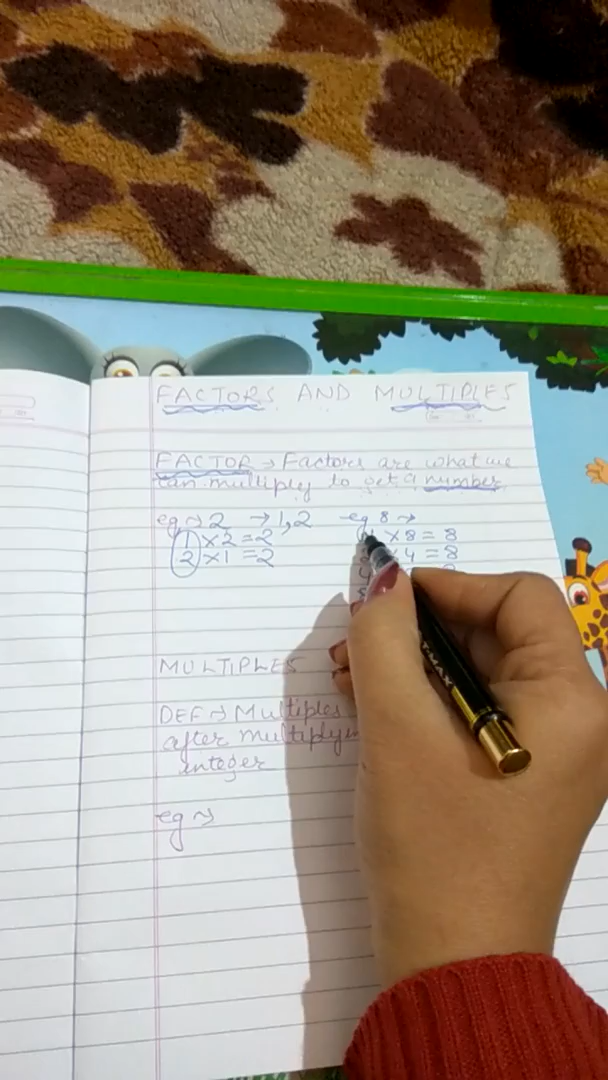 FACTORS AND MULTIPLES
FACTOR → Factors are what we
can multiply to get a number
eg → 2 → 1,2 eg 8 →
1 × 2 = 2 × 8 = 8
2 × 1 = 2 × 4 = 8
MULTIPLES
DEF → Multiples
after multiplyin
integer
eg →